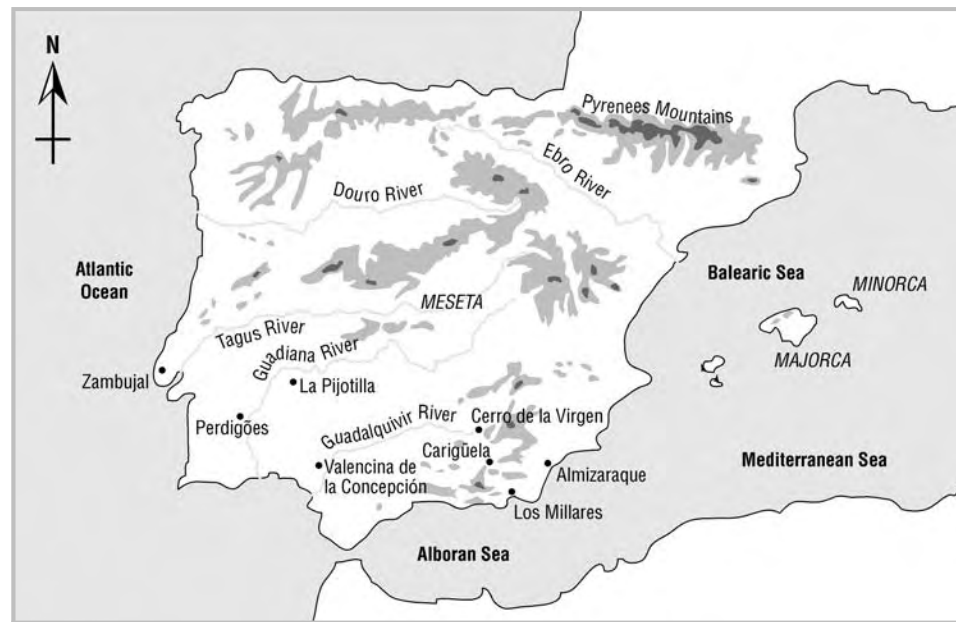 N
Pyrenees Mountains
Ebro River
Douro River
Atlantic
Ocean
Balearic Sea
MINORCA
MESETA
Tagus River
MAJORCA
Guadiana River
Zambujal
La Pijotilla
Perdigões
Guadalquivir River
Cerro de la Virgen
Carigüela
Valencina de
la Concepción
Almizaraque
Mediterranean Sea
Los Millares
Alboran Sea